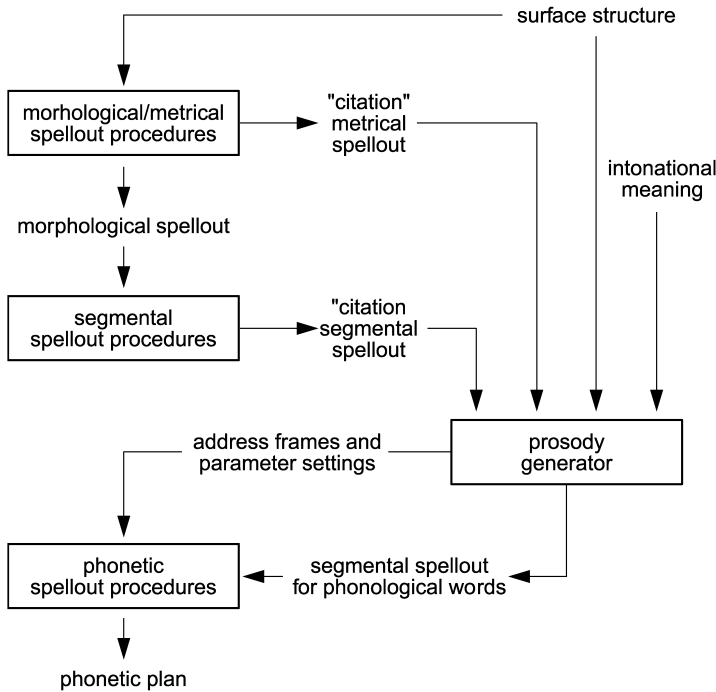 surface structure
morhological/metrical
spellout procedures
"citation"
metrical
spellout
intonational
meaning
morphological spellout
segmental
spellout procedures
"citation
segmental
spellout
address frames and
parameter settings
prosody
generator
phonetic
spellout procedures
segmental spellout
for phonological words
phonetic plan